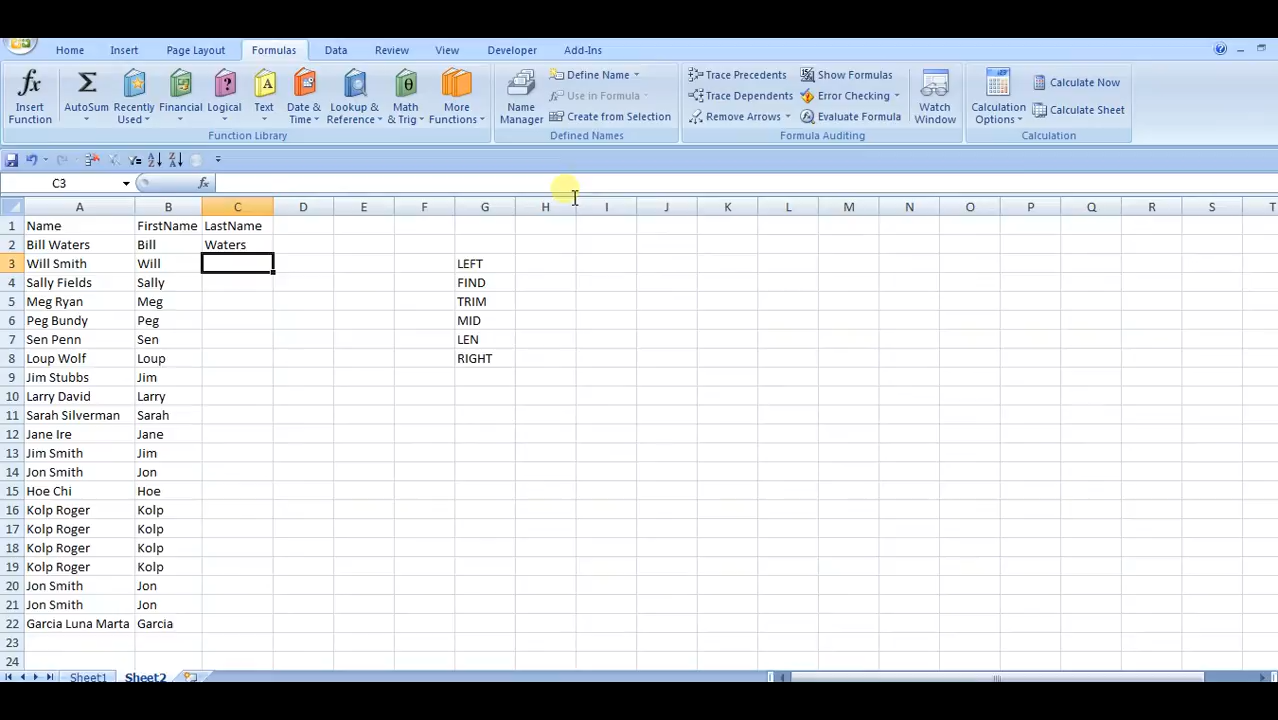 Home Insert Page Layout Formulas Data Review View Developer Add-Ins
Insert Function
AutoSum
Recently Used
Financial
Logical
Text
Date & Time
Lookup & Reference
Math & Trig
More Functions
Function Library
Name Manager
Define Name
Use in Formula
Create from Selection
Defined Names
Trace Precedents
Trace Dependents
Remove Arrows
Show Formulas
Error Checking
Evaluate Formula
Formula Auditing
Watch Window
Calculation Options
Calculate Now
Calculate Sheet
Calculation
C3 fx
A B C D E F G H I J K L M N O P Q R S T
1 Name FirstName LastName
2 Bill Waters Bill Waters
3 Will Smith Will LEFT
4 Sally Fields Sally FIND
5 Meg Ryan Meg TRIM
6 Peg Bundy Peg MID
7 Sen Penn Sen LEN
8 Loup Wolf Loup RIGHT
9 Jim Stubbs Jim
10 Larry David Larry
11 Sarah Silverman Sarah
12 Jane Ire Jane
13 Jim Smith Jim
14 Jon Smith Jon
15 Hoe Chi Hoe
16 Kolp Roger Kolp
17 Kolp Roger Kolp
18 Kolp Roger Kolp
19 Kolp Roger Kolp
20 Jon Smith Jon
21 Jon Smith Jon
22 Garcia Luna Marta Garcia
23
24
Sheet1 Sheet2